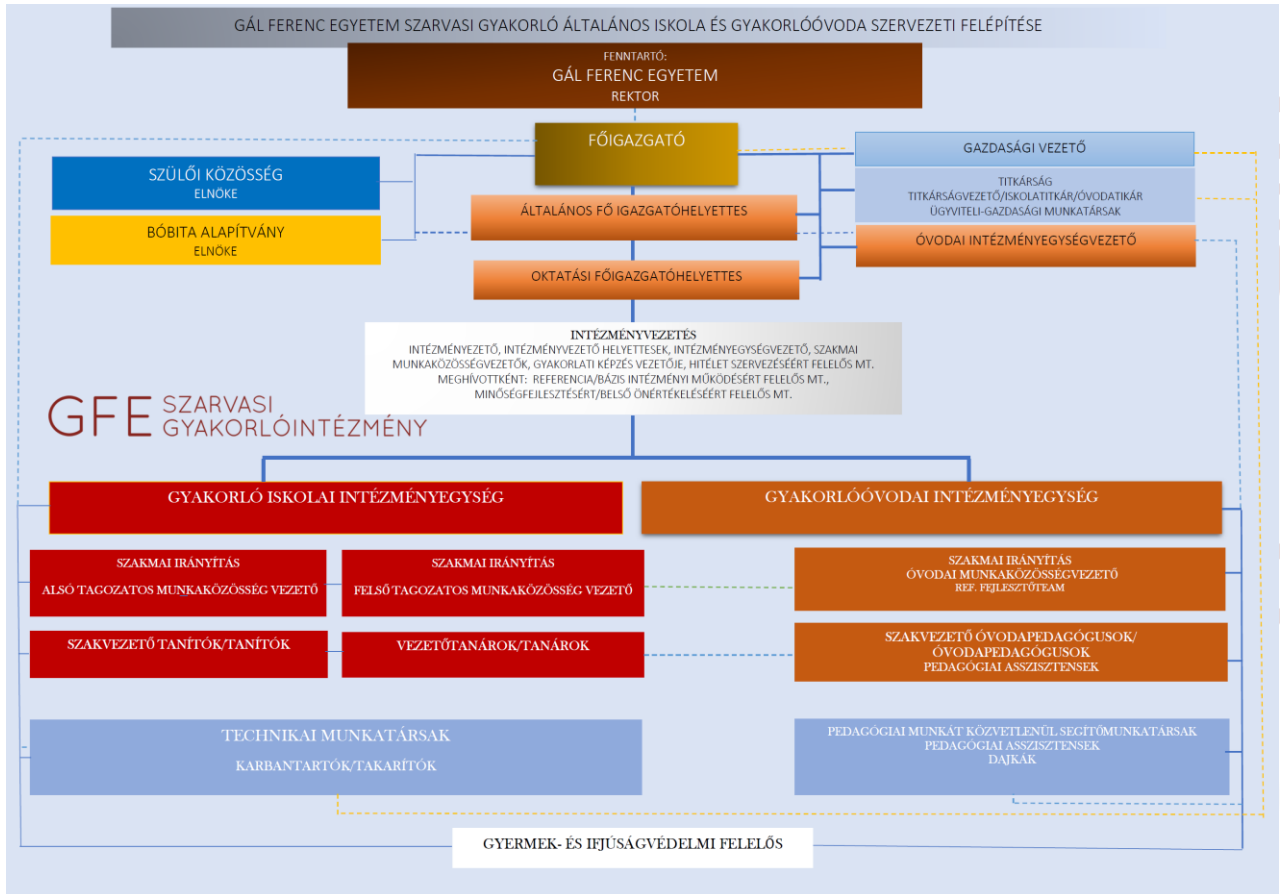 GÁL FERENC EGYETEM SZARVASI GYAKORLÓ ÁLTALÁNOS ISKOLA ÉS GYAKORLÓÓVODA SZERVEZETI FELÉPÍTÉSE
FENNTARTÓ:
GÁL FERENC EGYETEM
REKTOR
FŐIGAZGATÓ
SZÜLŐI KÖZÖSSÉG
ELNÖKE
BÓBITA ALAPÍTVÁNY
ELNÖKE
GAZDASÁGI VEZETŐ
TITKÁRSÁG
TITKÁRSÁGVEZETŐ/ISKOLATITKÁR/ÓVODATIKÁR
ÜGYVITELI-GAZDASÁGI MUNKATÁRSAK
ÁLTALÁNOS FŐ IGAZGATÓHELYETTES
ÓVODAI INTÉZMÉNYEGYSÉGVEZETŐ
OKTATÁSI FŐIGAZGATÓHELYETTES
INTÉZMÉNYVEZETÉS
INTÉZMÉNYEZETŐ, INTÉZMÉNYVEZETŐ HELYETTESEK, INTÉZMÉNYEGYSÉGVEZETŐ, SZAKMAI
MUNKAKÖZÖSSÉGVEZETŐK, GYAKORLATI KÉPZÉS VEZETŐJE, HITÉLET SZERVEZÉSÉÉRT FELELŐS MT.
MEGHÍVOTTKÉNT: REFERENCIA/BÁZIS INTÉZMÉNYI MŰKÖDÉSÉRT FELELŐS MT.,
MINŐSÉGFEJLESZTÉSÉRT/BELSŐ ÖNÉRTÉKELÉSÉÉRT FELELŐS MT.
GFE SZARVASI
GYAKORLÓINTÉZMÉNY
GYAKORLÓ ISKOLAI INTÉZMÉNYEGYSÉG
GYAKORLÓÓVODAI INTÉZMÉNYEGYSÉG
SZAKMAI IRÁNYÍTÁS
ALSÓ TAGOZATOS MUNKAKÖZÖSSÉG VEZETŐ
SZAKMAI IRÁNYÍTÁS
FELSŐ TAGOZATOS MUNKAKÖZÖSSÉG VEZETŐ
SZAKMAI IRÁNYÍTÁS
ÓVODAI MUNKAKÖZÖSSÉGVEZETŐ
REF. FEJLESZTŐTEAM
SZAKVEZETŐ TANÍTÓK/TANÍTÓK
VEZETŐTANÁROK/TANÁROK
SZAKVEZETŐ ÓVODAPEDAGÓGUSOK/
ÓVODAPEDAGÓGUSOK
PEDAGÓGIAI ASSZISZTENSEK
TECHNIKAI MUNKATÁRSAK
KARBANTARTÓK/TAKARÍTÓK
PEDAGÓGIAI MUNKÁT KÖZVETLENÜL SEGÍTŐMUNKATÁRSAK
PEDAGÓGIAI ASSZISZTENSEK
DAJKÁK
GYERMEK- ÉS IFJÚSÁGVÉDELMI FELELŐS